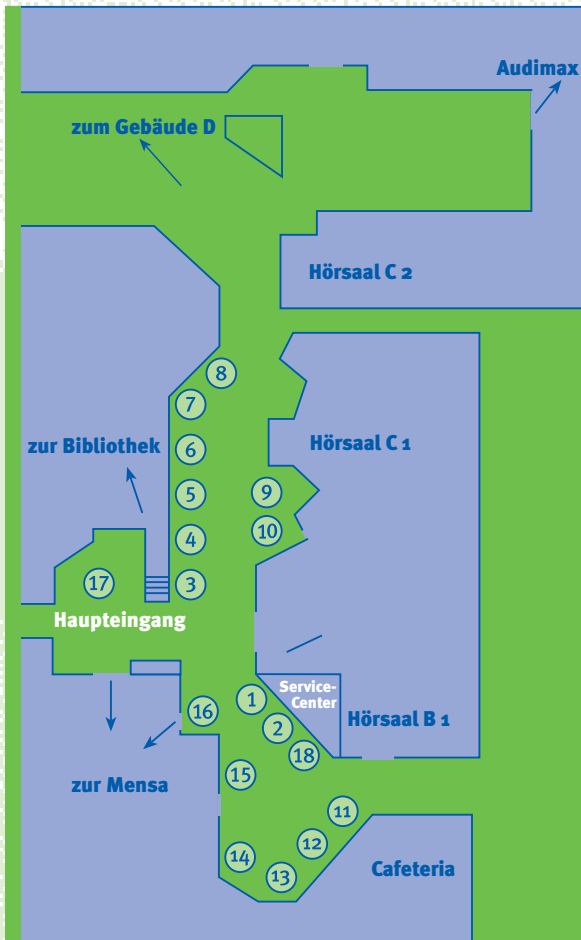 Audimax
zum Gebäude D
Hörsaal C 2
8
7
6
zur Bibliothek
Hörsaal C 1
5
9
4
10
17
3
Haupteingang
Service-
Center
1
16
2
Hörsaal B 1
18
15
zur Mensa
11
12
14
13
Cafeteria